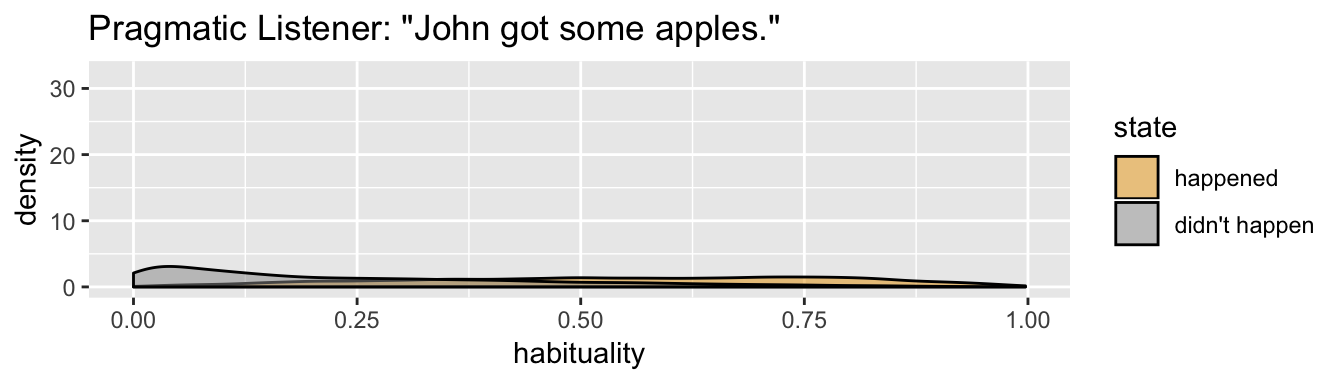 Pragmatic Listener: "John got some apples."
30
20
10
0
density
0.00 0.25 0.50 0.75 1.00
habituality
state
happened
didn't happen